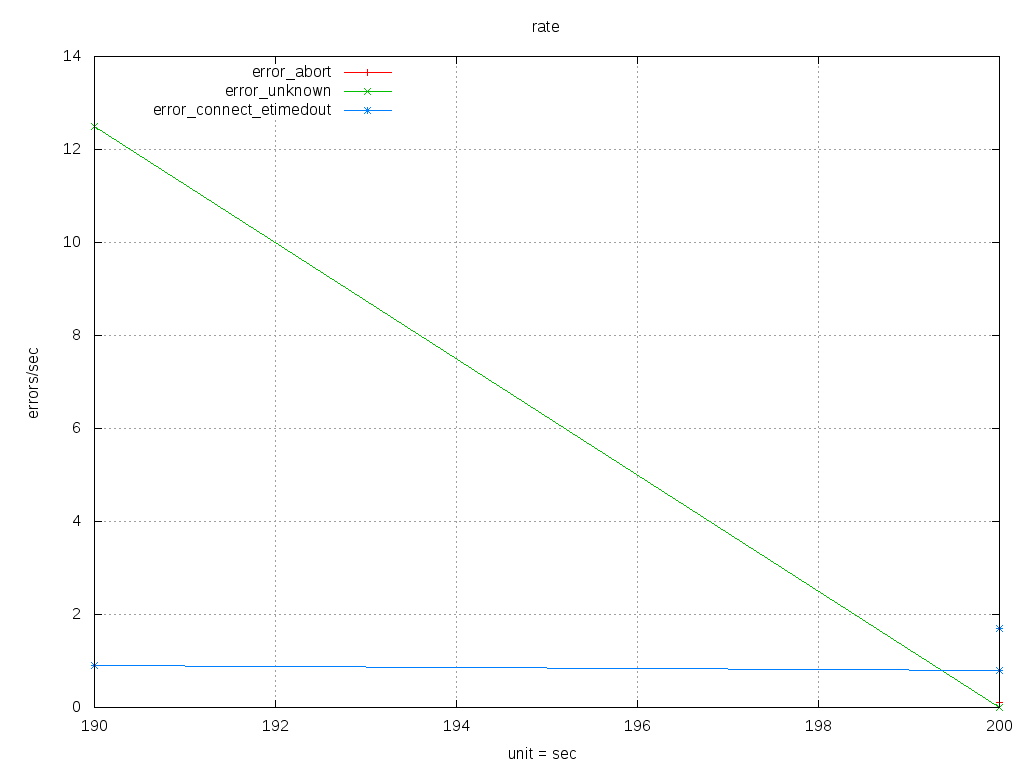 rate
14
12
10
8
6
4
2
0
errors/sec
error_abort
error_unknown
error_connect_etimedout
190 192 194 196 198 200
unit = sec